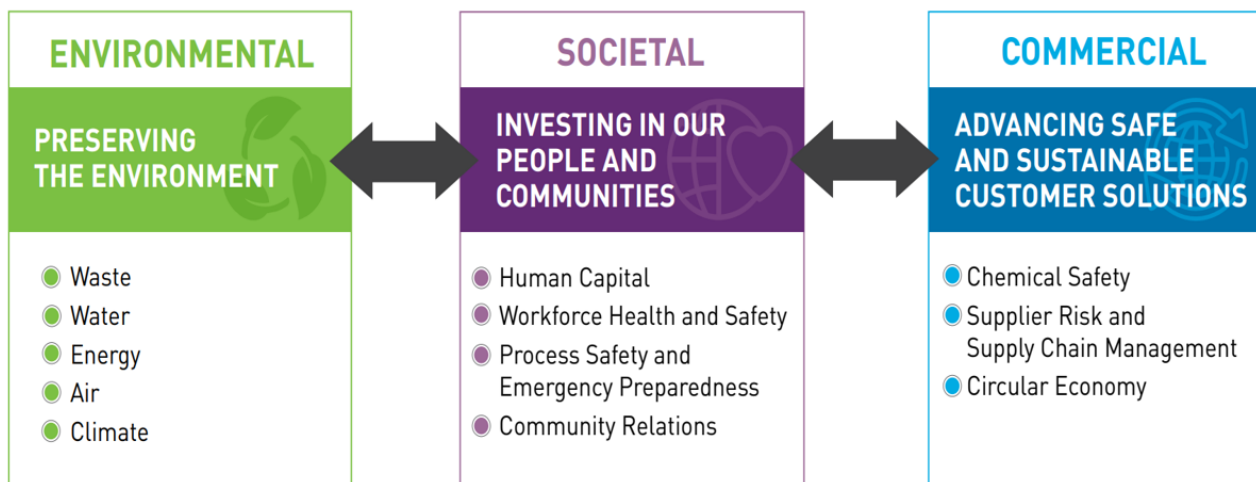 ENVIRONMENTAL
PRESERVING
THE ENVIRONMENT
Waste
Water
Energy
Air
Climate
SOCIETAL
INVESTING IN OUR
PEOPLE AND
COMMUNITIES
Human Capital
Workforce Health and Safety
Process Safety and
Emergency Preparedness
Community Relations
COMMERCIAL
ADVANCING SAFE
AND SUSTAINABLE
CUSTOMER SOLUTIONS
Chemical Safety
Supplier Risk and
Supply Chain Management
Circular Economy